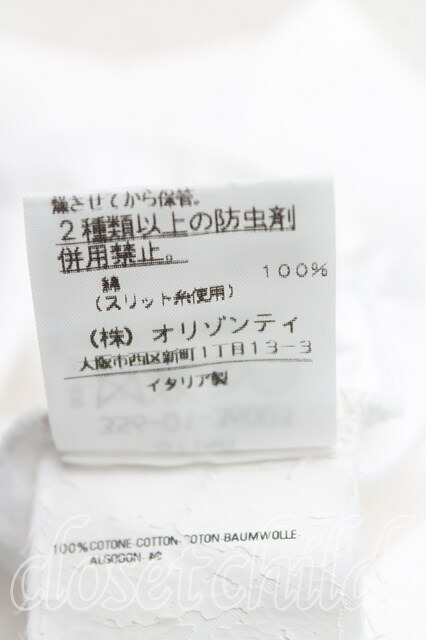 燥させてから保管。
2種類以上の防虫剤
併用禁止。
綿 100%
(スリット糸使用)
(株) オリゾンティ
大阪市西区新町1丁目13-3
イタリア製
100%COTONE-COTTON-COTON-BAUMWOLLE-
ALGODON-棉
closet child